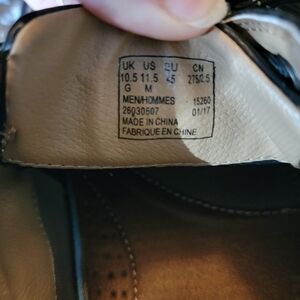 UK US EU CN
10.5 11.5 45 275/2.5
G M
MEN/HOMMES 15260
26030507 01/17
MADE IN CHINA
FABRIQUE EN CHINE